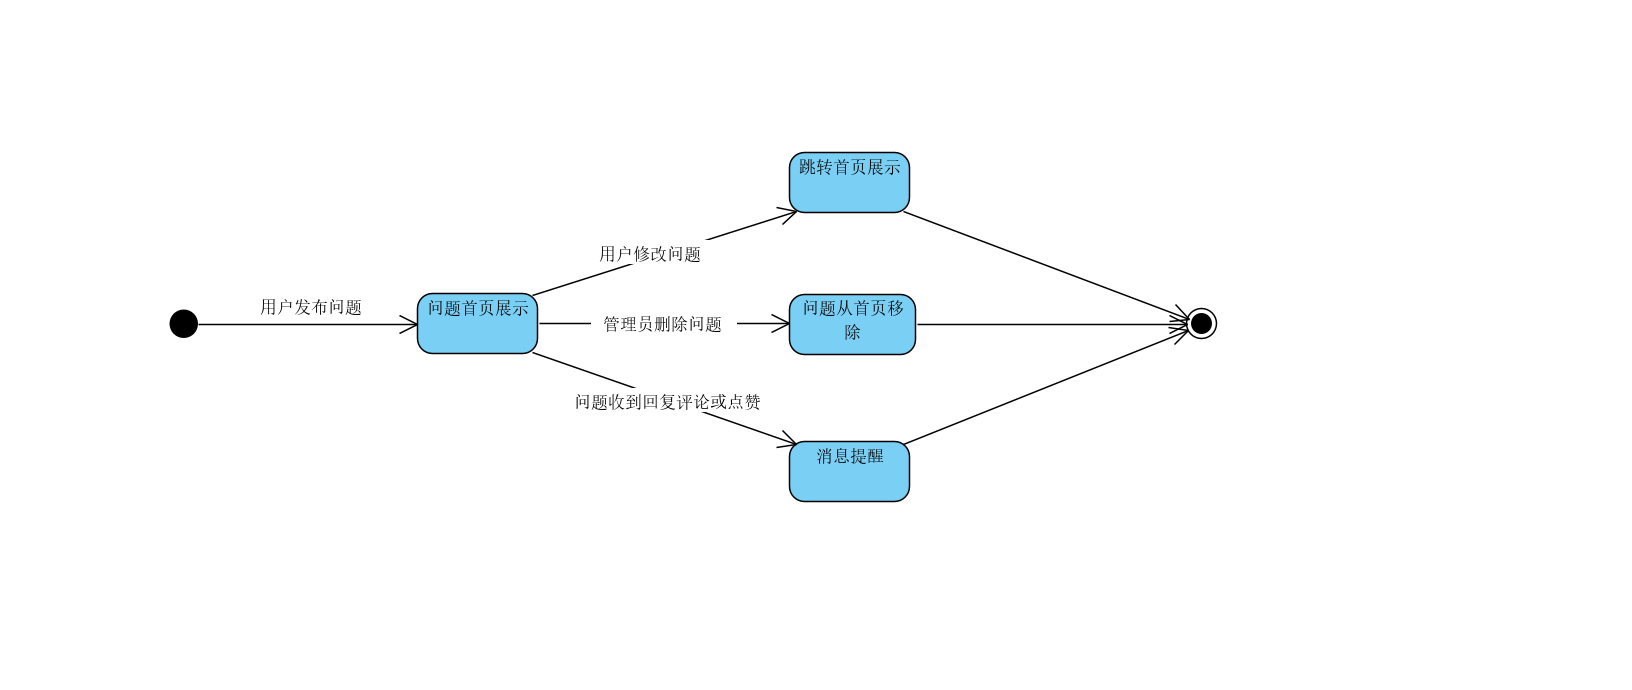 跳转首页展示
用户修改问题
用户发布问题
问题首页展示
管理员删除问题
问题从首页移
除
问题收到回复评论或点赞
消息提醒